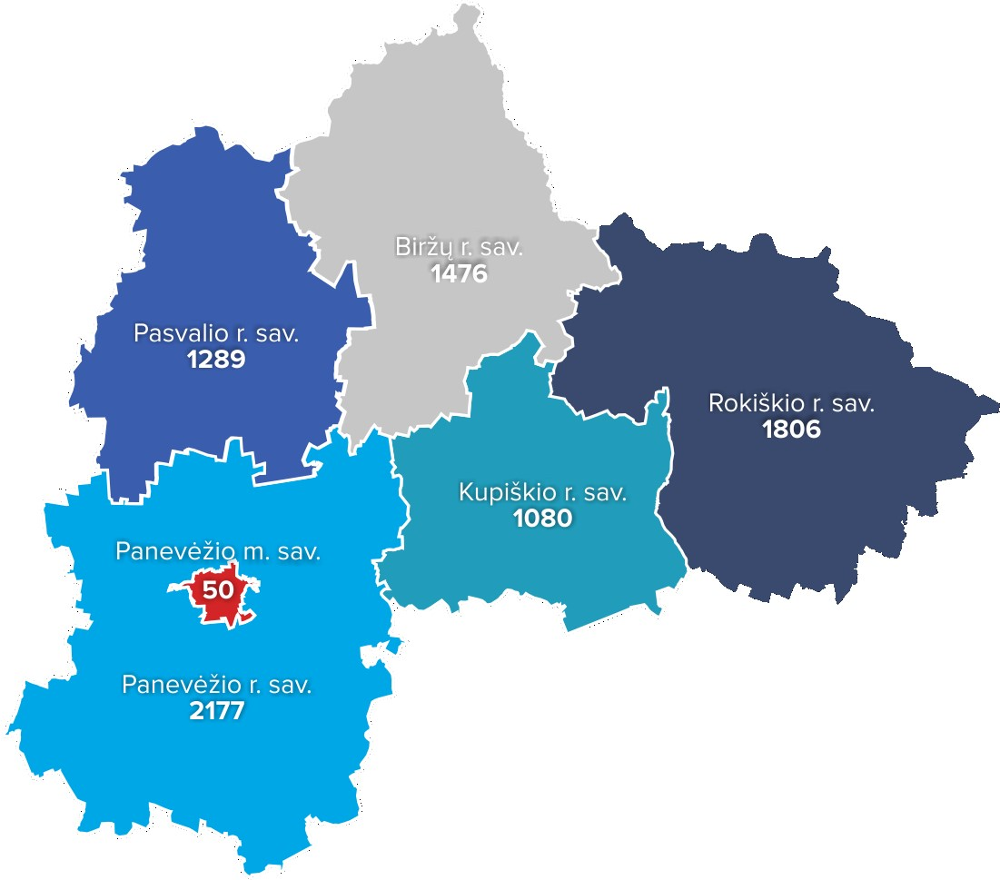 Biržų r. sav.
1476
Pasvalio r. sav.
1289
Rokiškio r. sav.
1806
Kupiškio r. sav.
1080
Panevėžio m. sav.
50
Panevėžio r. sav.
2177